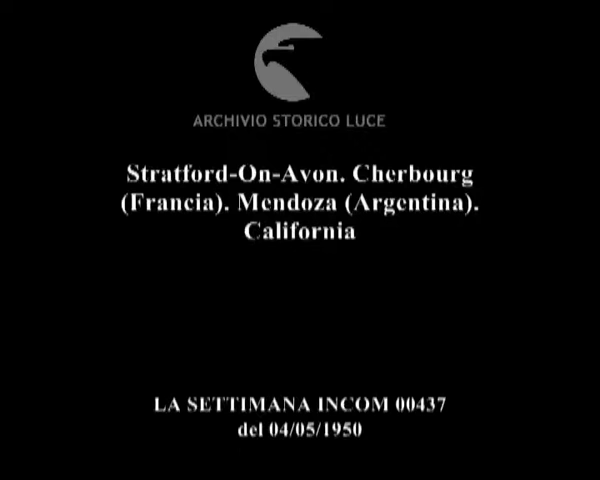 ARCHIVIO STORICO LUCE
Stratford-On-Avon. Cherbourg
(Francia). Mendoza (Argentina).
California
LA SETTIMANA INCOM 00437
del 04/05/1950